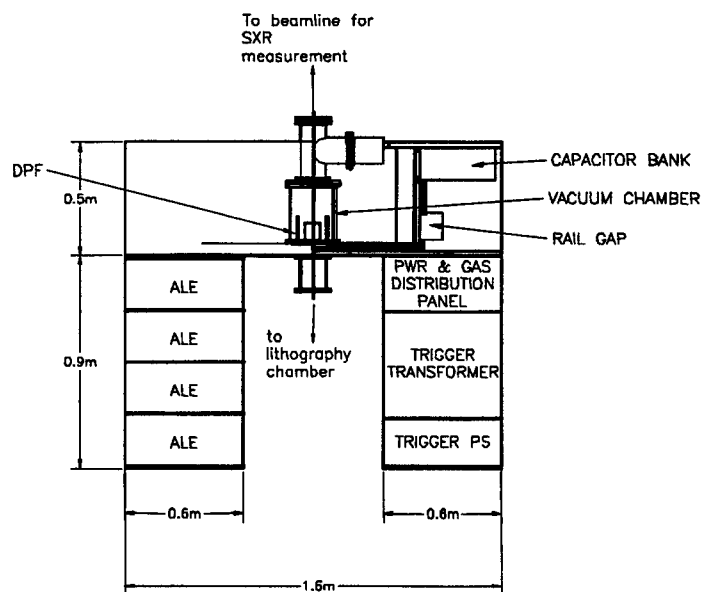 To beamline for
SXR
measurement
DPF
0.5m
CAPACITOR BANK
VACUUM CHAMBER
RAIL GAP
ALE
PWR & GAS
DISTRIBUTION
PANEL
to
lithography
chamber
0.9m
ALE
ALE
ALE
TRIGGER
TRANSFORMER
TRIGGER PS
0.6m
0.6m
1.6m